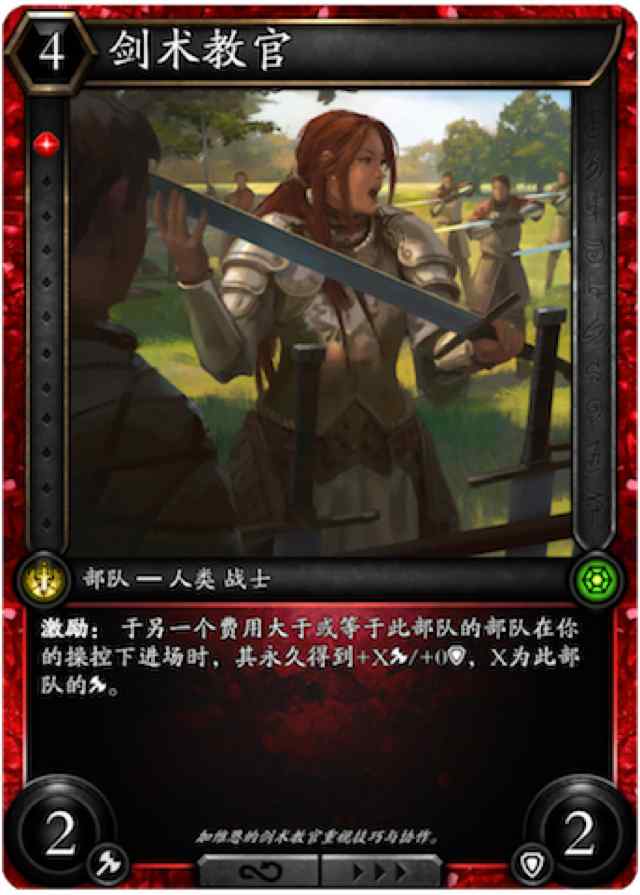 4
剑术教官
部队 — 人类 战士
激励： 于另一个费用大于或等于此部队的部队在你
的操控下进场时，其永久得到+X/+0，X为此部
队的。
加维恩的剑术教官重视技巧与协作。
2
2